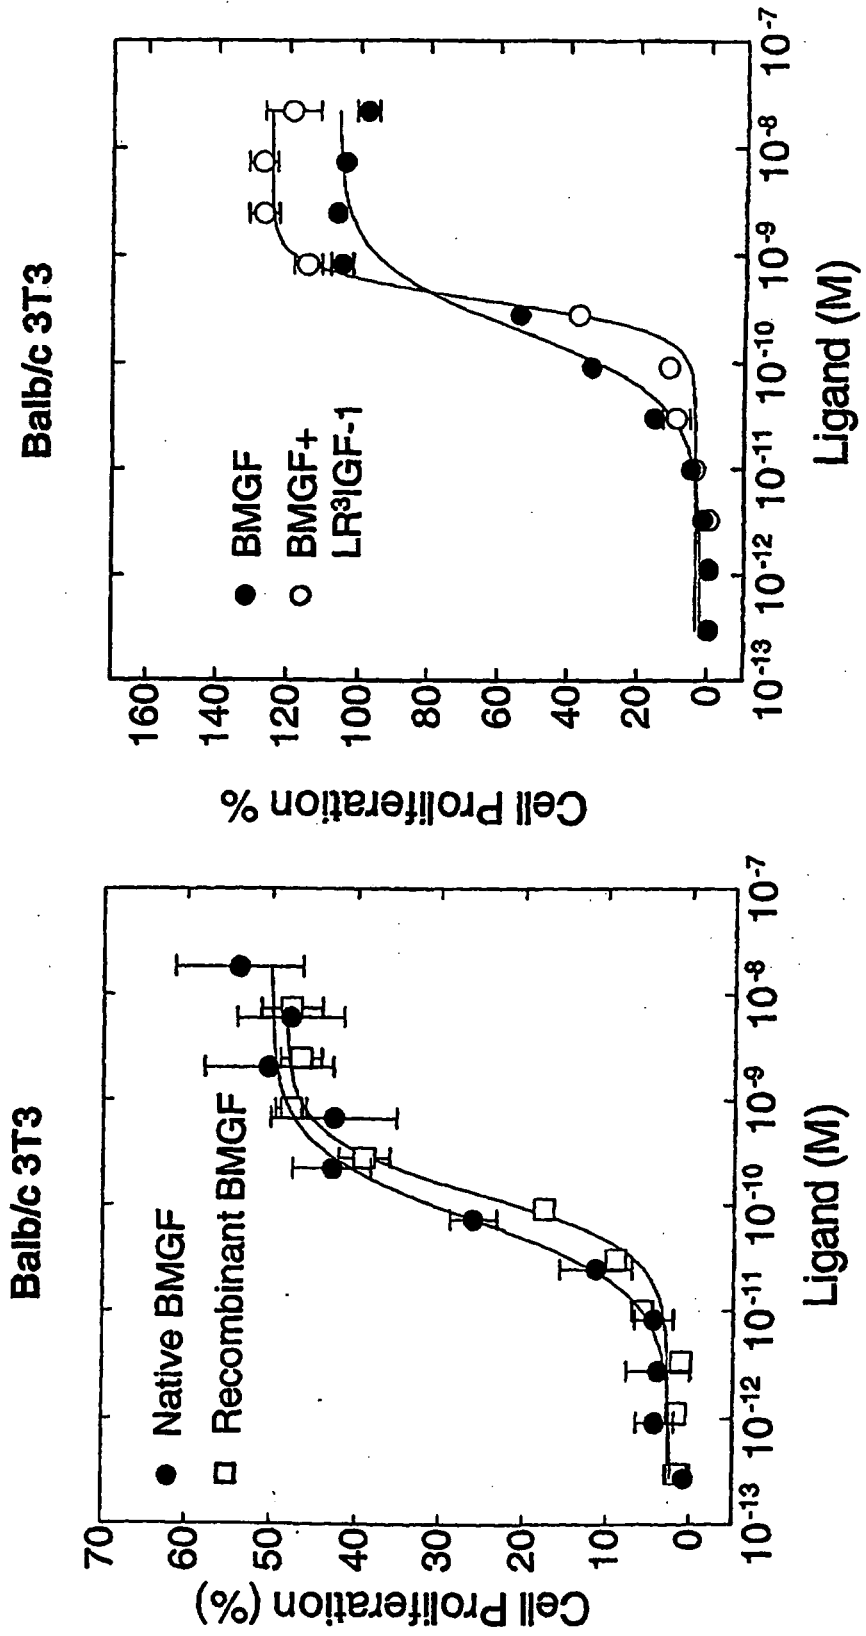 Balb/c 3T3
Cell Proliferation (%)
70
60
50
40
30
20
10
0
● Native BMGF
□ Recombinant BMGF
10-13
10-12
10-11
10-10
10-9
10-8
10-7
Ligand (M)
Balb/c 3T3
Cell Proliferation %
160
140
120
100
80
60
40
20
0
● BMGF
○ BMGF+
LR³IGF-1
10-13
10-12
10-11
10-10
10-9
10-8
10-7
Ligand (M)